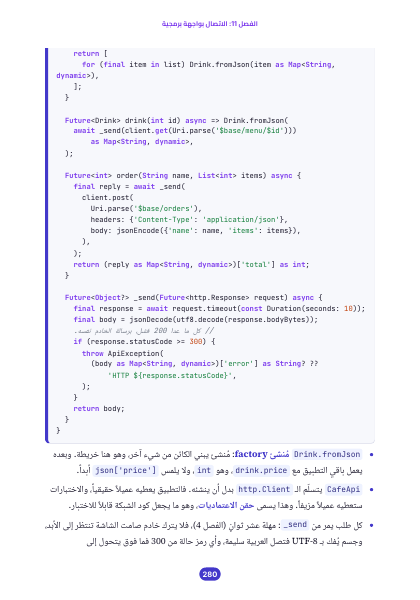 الفصل 11: الاتصال بواجهة برمجية
return [
for (final item in list) Drink.fromJson(item as Map<String,
dynamic>),
];
}
Future<Drink> drink(int id) async => Drink.fromJson(
await _send(client.get(Uri.parse('$base/menu/$id')))
as Map<String, dynamic>,
);
Future<int> order(String name, List<int> items) async {
final reply = await _send(
client.post(
Uri.parse('$base/orders'),
headers: {'Content-Type': 'application/json'},
body: jsonEncode({'name': name, 'items': items}),
),
);
return (reply as Map<String, dynamic>)['total'] as int;
}
Future<Object?> _send(Future<http.Response> request) async {
final response = await request.timeout(const Duration(seconds: 10));
final body = jsonDecode(utf8.decode(response.bodyBytes));
// كل ما عدا 200 فشل، برسالة الخادم نفسه.
if (response.statusCode >= 300) {
throw ApiException(
(body as Map<String, dynamic>)['error'] as String? ??
'HTTP ${response.statusCode}',
);
}
return body;
}
}
• Drink.fromJson مُنشئ factory: مُنشئ يبني الكائن من شيء آخر، وهو هنا خريطة. وبعده
يعمل باقي التطبيق مع drink.price، وهو int، ولا يلمس json['price'] أبداً.
• CafeApi يتسلّم الـ http.Client بدل أن ينشئه. فالتطبيق يعطيه عميلاً حقيقياً، والاختبارات
ستعطيه عميلاً مزيفاً. وهذا يسمى حقن الاعتماديات، وهو ما يجعل كود الشبكة قابلاً للاختبار.
• كل طلب يمر من _send: مهلة عشر ثوانٍ (الفصل 4)، فلا يترك خادم صامت الشاشة تنتظر إلى الأبد،
وجسم يُفك بـ UTF-8 فتصل العربية سليمة، وأي رمز حالة من 300 فما فوق يتحول إلى
280